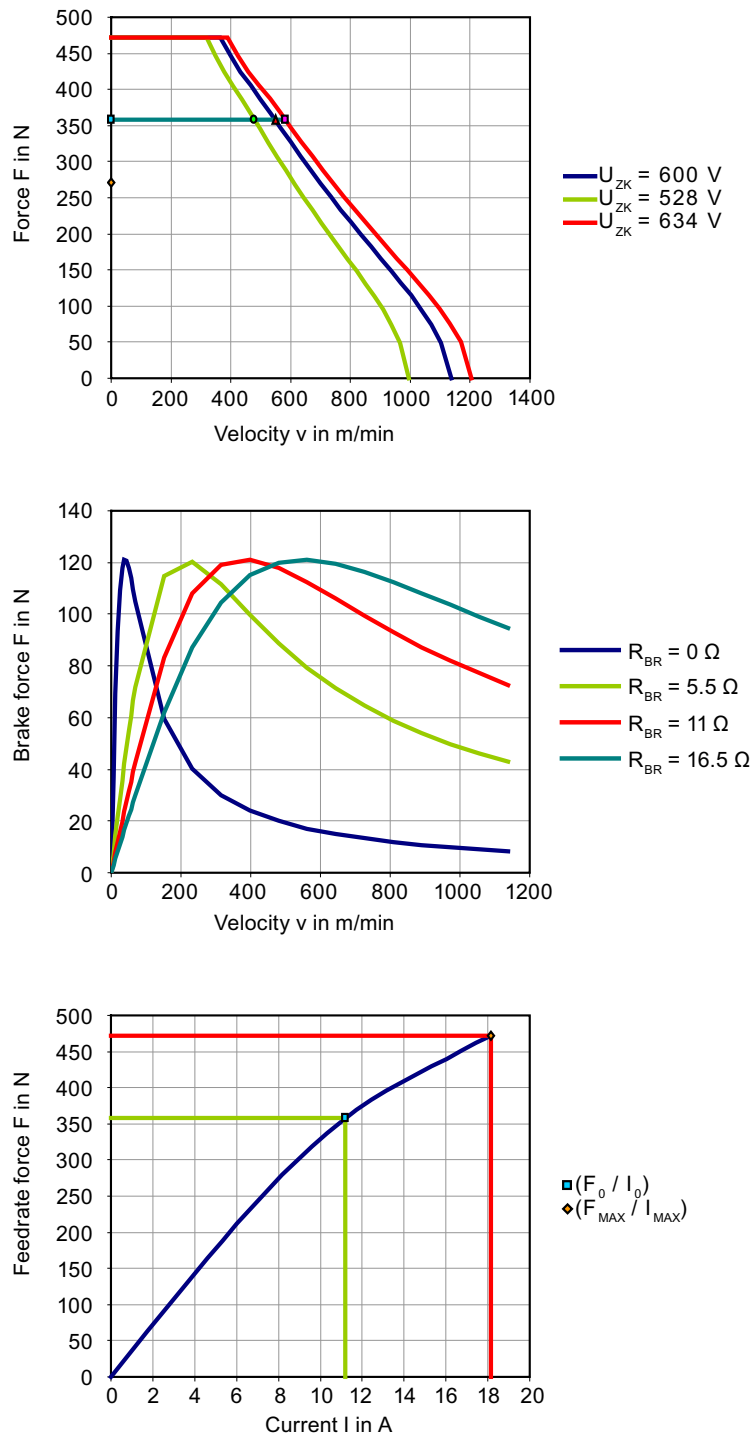 Force F in N
500
450
400
350
300
250
200
150
100
50
0
0 200 400 600 800 1000 1200 1400
Velocity v in m/min
U_ZK = 600 V
U_ZK = 528 V
U_ZK = 634 V
Brake force F in N
140
120
100
80
60
40
20
0
0 200 400 600 800 1000 1200
Velocity v in m/min
R_BR = 0 Ω
R_BR = 5.5 Ω
R_BR = 11 Ω
R_BR = 16.5 Ω
Feedrate force F in N
500
450
400
350
300
250
200
150
100
50
0
0 2 4 6 8 10 12 14 16 18 20
Current I in A
(F_0 / I_0)
(F_MAX / I_MAX)